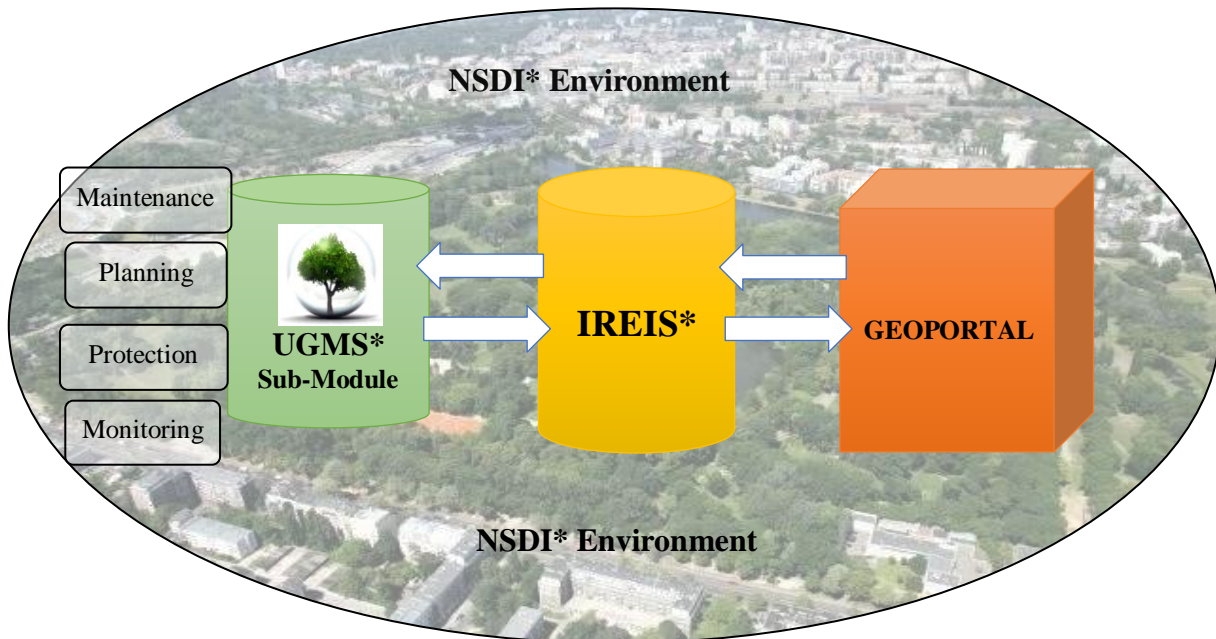 NSDI* Environment
Maintenance
Planning
Protection
Monitoring
UGMS*
Sub-Module
IREIS*
GEOPORTAL
NSDI* Environment